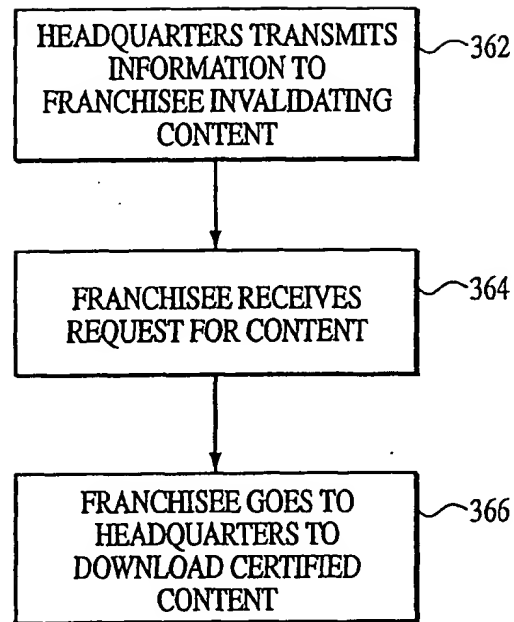 HEADQUARTERS TRANSMITS
INFORMATION TO
FRANCHISEE INVALIDATING
CONTENT
362
FRANCHISEE RECEIVES
REQUEST FOR CONTENT
364
FRANCHISEE GOES TO
HEADQUARTERS TO
DOWNLOAD CERTIFIED
CONTENT
366